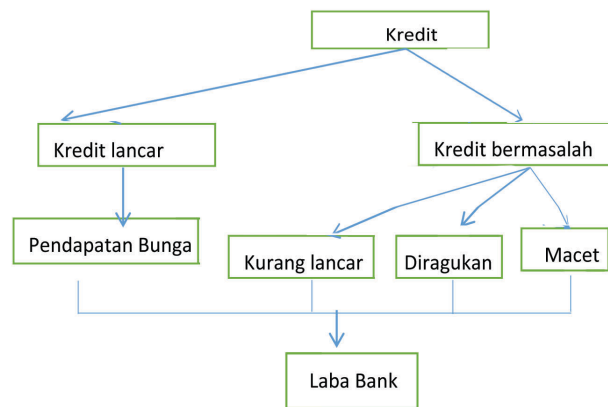 Kredit
Kredit lancar
Kredit bermasalah
Pendapatan Bunga
Kurang lancar
Diragukan
Macet
Laba Bank